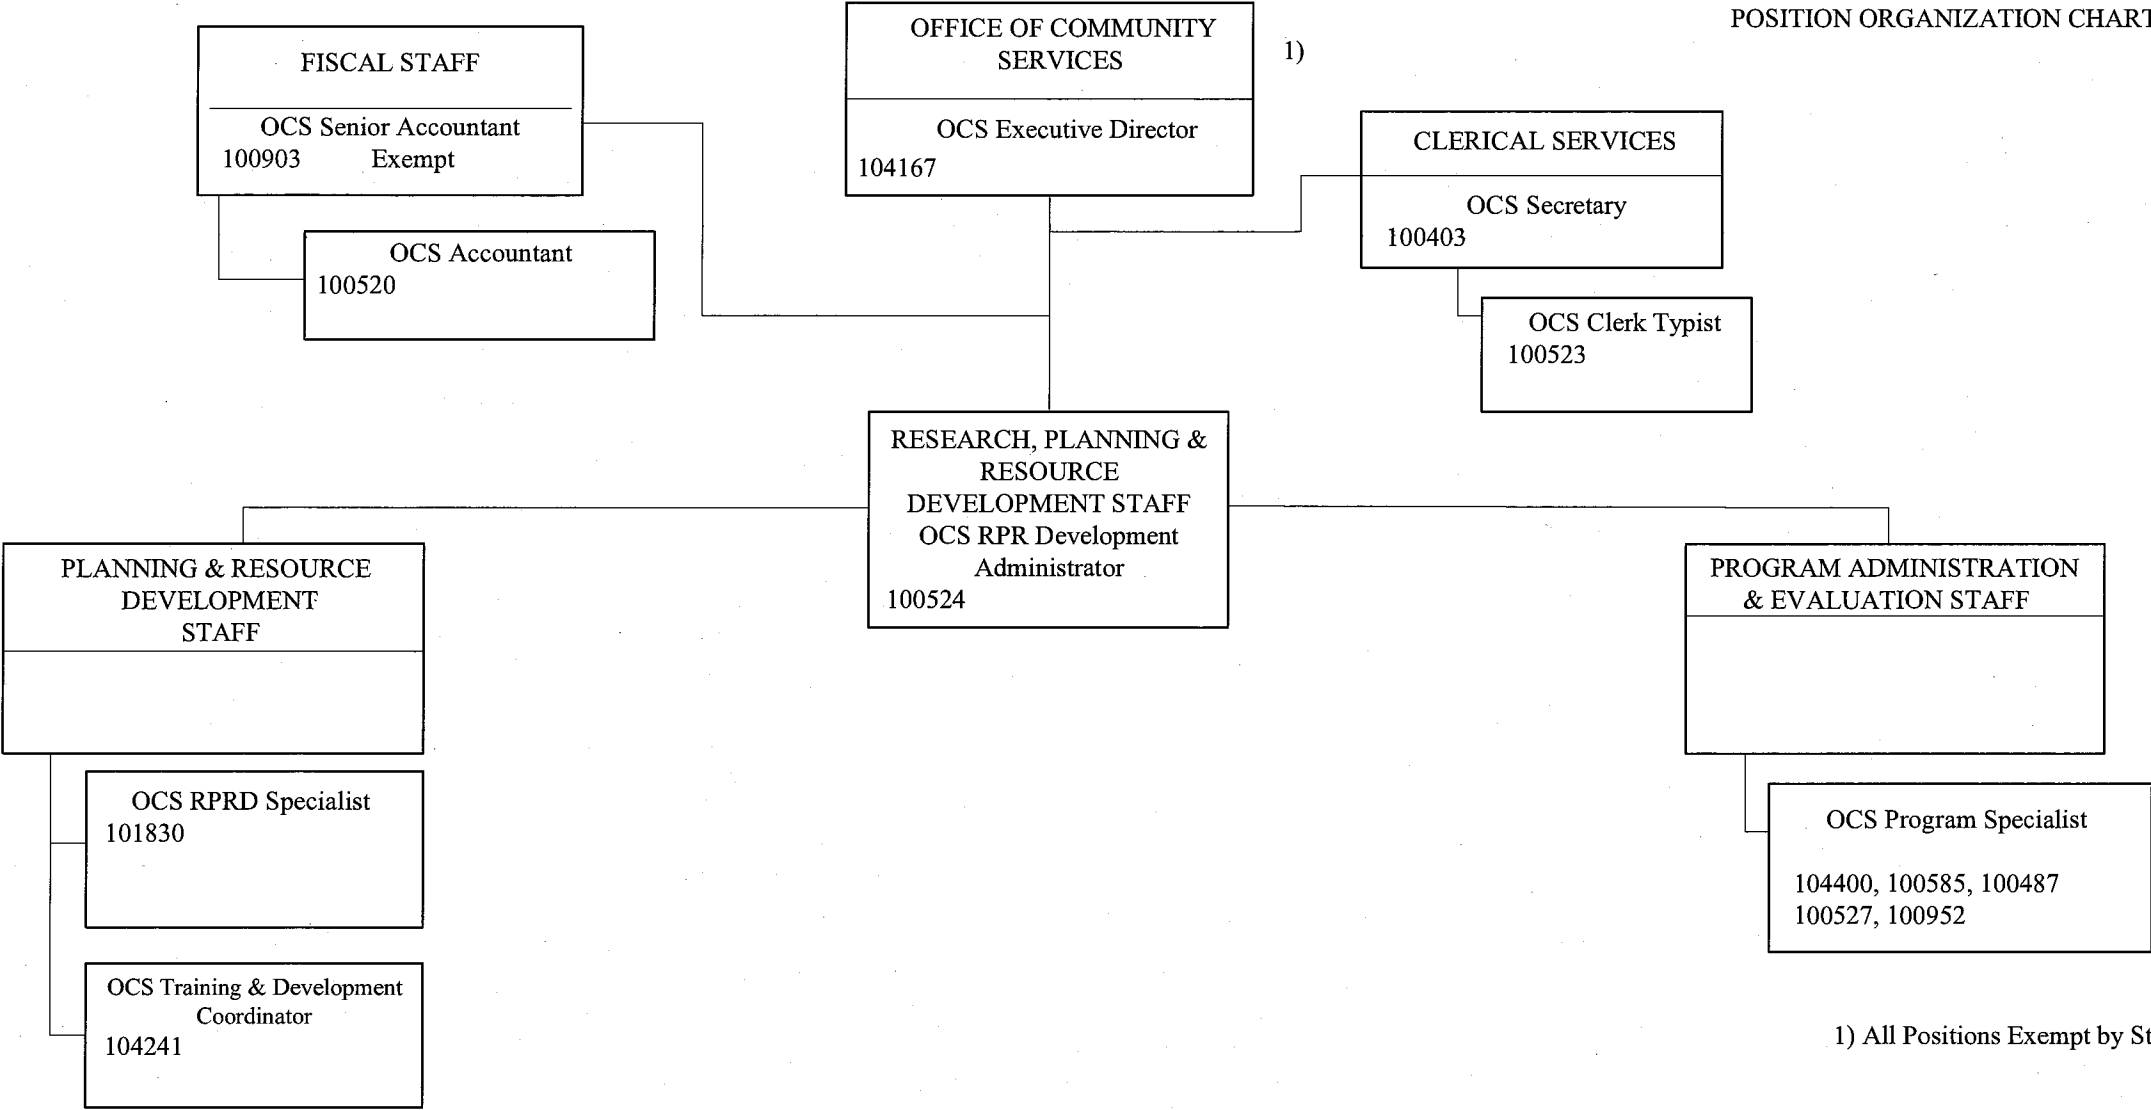 POSITION ORGANIZATION CHART
FISCAL STAFF
OCS Senior Accountant
100903 Exempt
OCS Accountant
100520
OFFICE OF COMMUNITY
SERVICES
1)
OCS Executive Director
104167
CLERICAL SERVICES
OCS Secretary
100403
OCS Clerk Typist
100523
RESEARCH, PLANNING &
RESOURCE
DEVELOPMENT STAFF
OCS RPR Development
Administrator
100524
PLANNING & RESOURCE
DEVELOPMENT
STAFF
OCS RPRD Specialist
101830
OCS Training & Development
Coordinator
104241
PROGRAM ADMINISTRATION
& EVALUATION STAFF
OCS Program Specialist
104400, 100585, 100487
100527, 100952
1) All Positions Exempt by